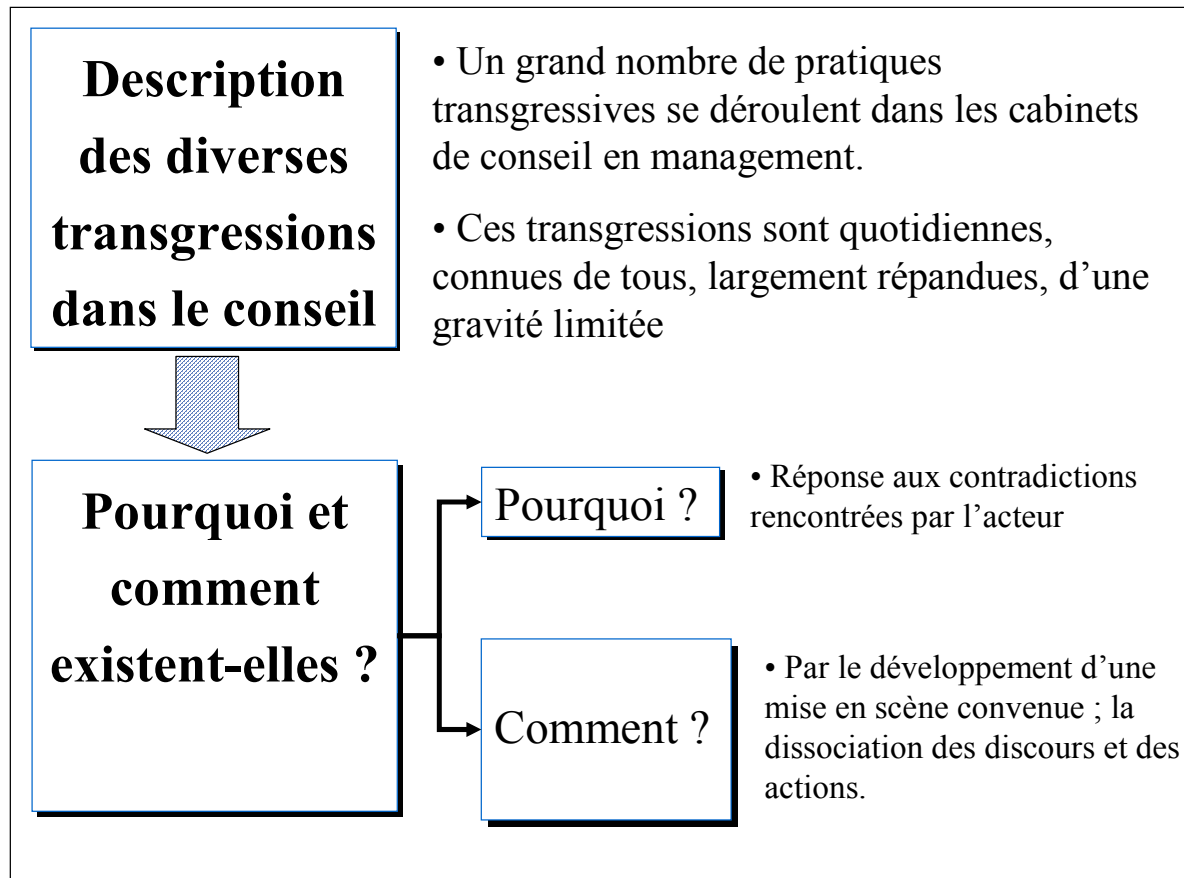 Description
des diverses
transgressions
dans le conseil
• Un grand nombre de pratiques
transgressives se déroulent dans les cabinets
de conseil en management.
• Ces transgressions sont quotidiennes,
connues de tous, largement répandues, d’une
gravité limitée
Pourquoi et
comment
existent-elles ?
Pourquoi ?
• Réponse aux contradictions
rencontrées par l’acteur
Comment ?
• Par le développement d’une
mise en scène convenue ; la
dissociation des discours et des
actions.